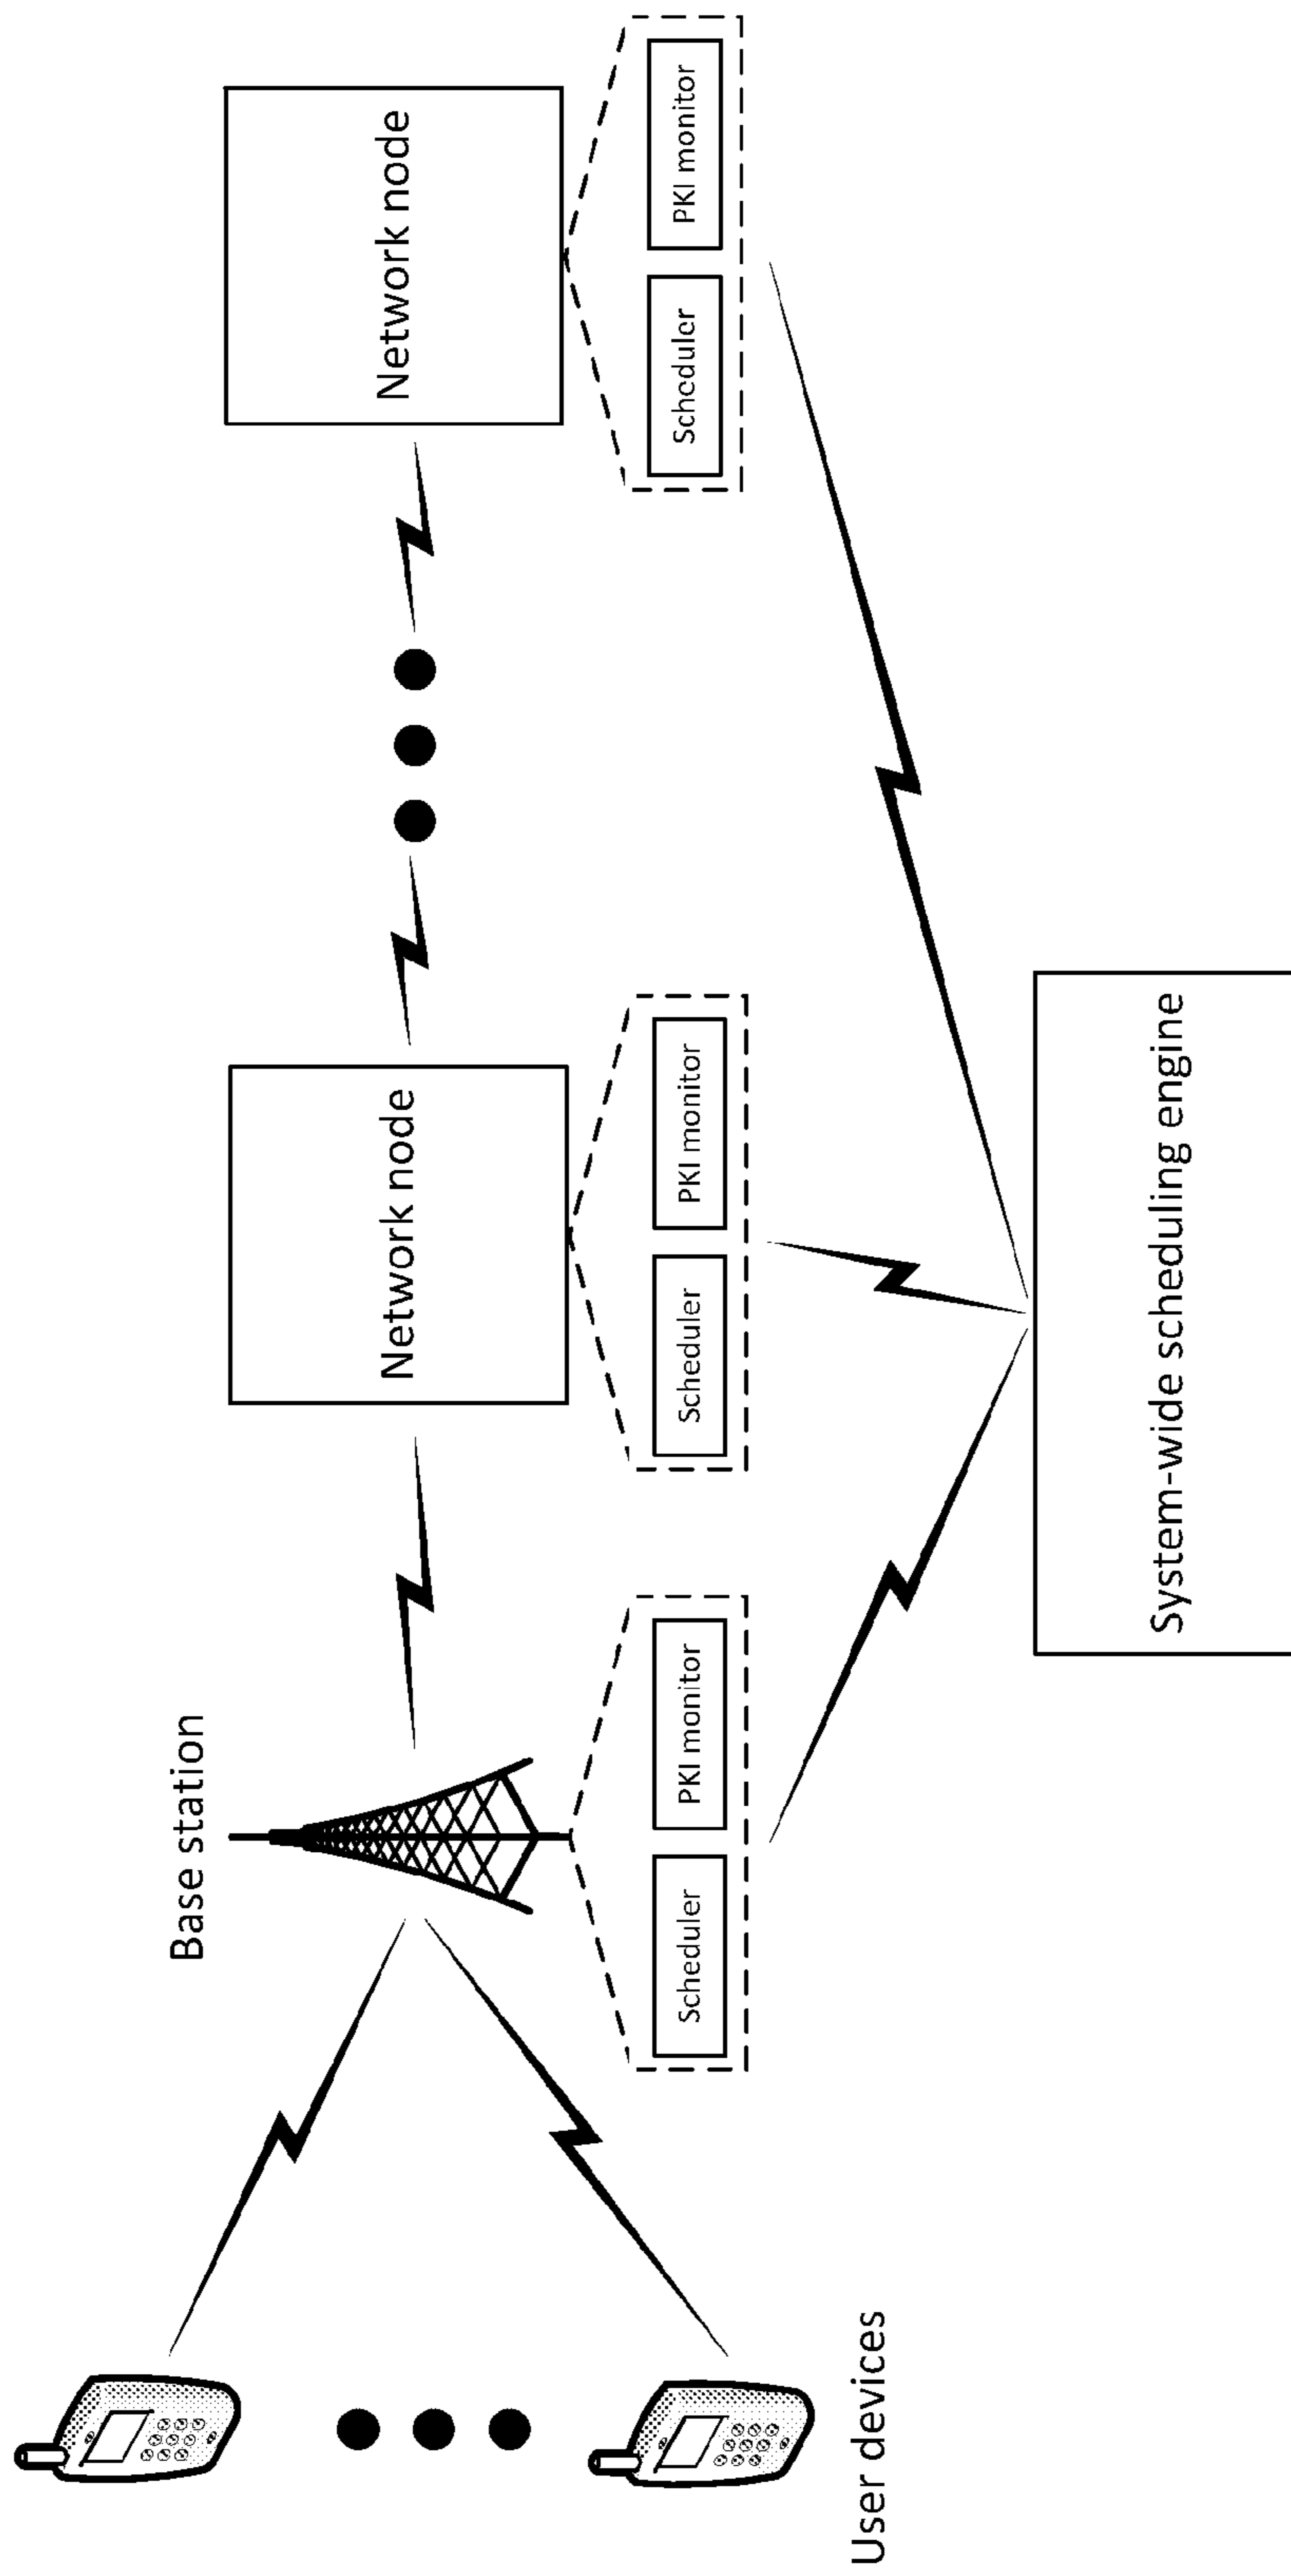 Base station
Network node
Network node
Scheduler
PKI monitor
Scheduler
PKI monitor
Scheduler
PKI monitor
User devices
System-wide scheduling engine